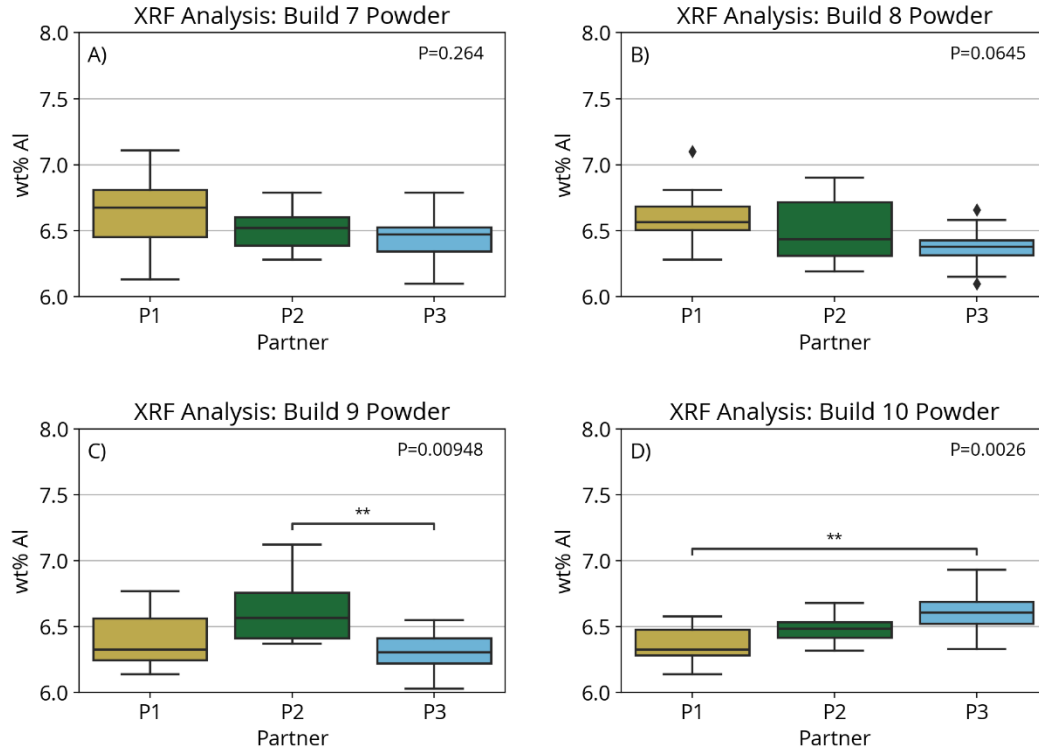 XRF Analysis: Build 7 Powder
A)
P=0.264
8.0
7.5
7.0
6.5
6.0
wt% Al
P1
P2
P3
Partner
XRF Analysis: Build 8 Powder
B)
P=0.0645
8.0
7.5
7.0
6.5
6.0
wt% Al
P1
P2
P3
Partner
XRF Analysis: Build 9 Powder
C)
P=0.00948
**
8.0
7.5
7.0
6.5
6.0
wt% Al
P1
P2
P3
Partner
XRF Analysis: Build 10 Powder
D)
P=0.0026
**
8.0
7.5
7.0
6.5
6.0
wt% Al
P1
P2
P3
Partner